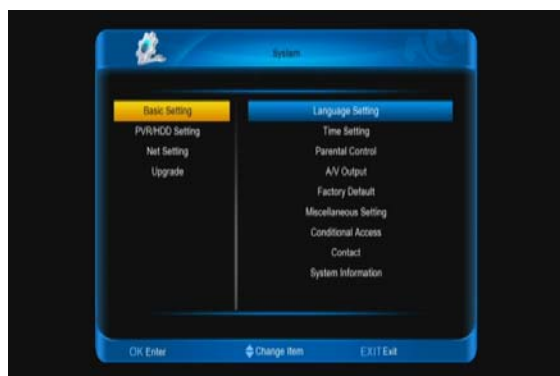 System
Basic Setting
PVR/HDD Setting
Net Setting
Upgrade
Language Setting
Time Setting
Parental Control
A/V Output
Factory Default
Miscellaneous Setting
Conditional Access
Contact
System Information
OK Enter Change Item EXIT Exit